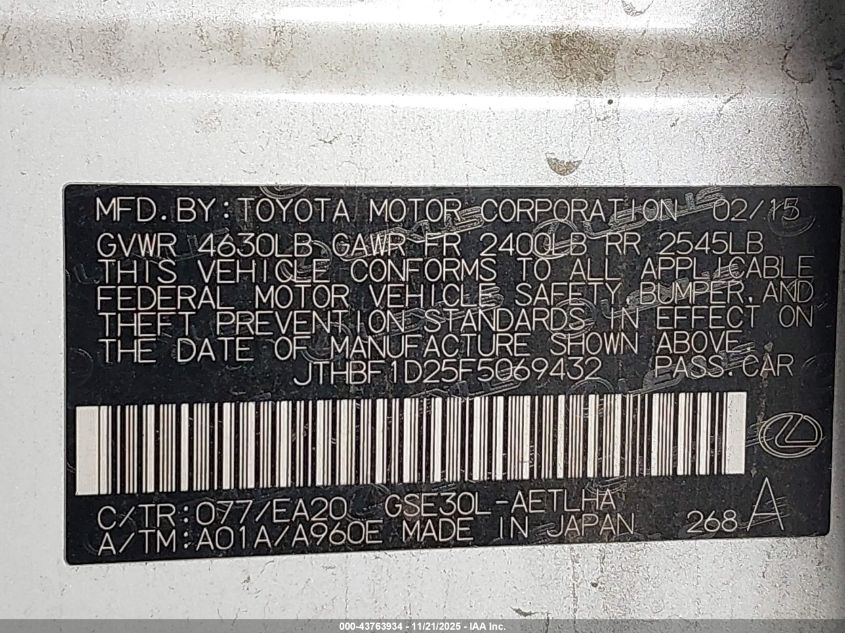 MFD.BY:TOYOTA MOTOR CORPORATION 02/15
GVWR 4630LB GAWR FR 2400LB RR 2545LB
THIS VEHICLE CONFORMS TO ALL APPLICABLE
FEDERAL MOTOR VEHICLE SAFETY, BUMPER, AND
THEFT PREVENTION STANDARDS IN EFFECT ON
THE DATE OF MANUFACTURE SHOWN ABOVE.
JTHBF1D25F5069432 PASS.CAR
C/TR:077/EA20 GSE30L-AETLHA
A/TM:A01A/A960E MADE IN JAPAN 268 A
000-43763934 - 11/21/2025 - IAA Inc.